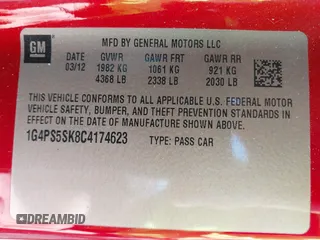 GM
MFD BY GENERAL MOTORS LLC
DATE GVWR GAWR FRT GAWR RR
03/12 1982 KG 1061 KG 921 KG
4368 LB 2338 LB 2030 LB
THIS VEHICLE CONFORMS TO ALL APPLICABLE U.S. FEDERAL MOTOR
VEHICLE SAFETY, BUMPER, AND THEFT PREVENTION STANDARDS IN
EFFECT ON THE DATE OF MANUFACTURE SHOWN ABOVE.
1G4PS5SK8C4174623 TYPE: PASS CAR
DREAMBID